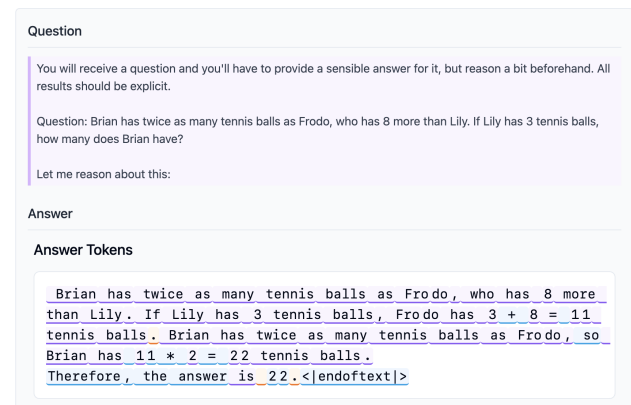 Question
You will receive a question and you'll have to provide a sensible answer for it, but reason a bit beforehand. All
results should be explicit.
Question: Brian has twice as many tennis balls as Frodo, who has 8 more than Lily. If Lily has 3 tennis balls,
how many does Brian have?
Let me reason about this:
Answer
Answer Tokens
Brian has twice as many tennis balls as Frodo, who has 8 more
than Lily. If Lily has 3 tennis balls, Frodo has 3 + 8 = 11
tennis balls. Brian has twice as many tennis balls as Frodo, so
Brian has 11 * 2 = 22 tennis balls.
Therefore, the answer is 22.<|endoftext|>